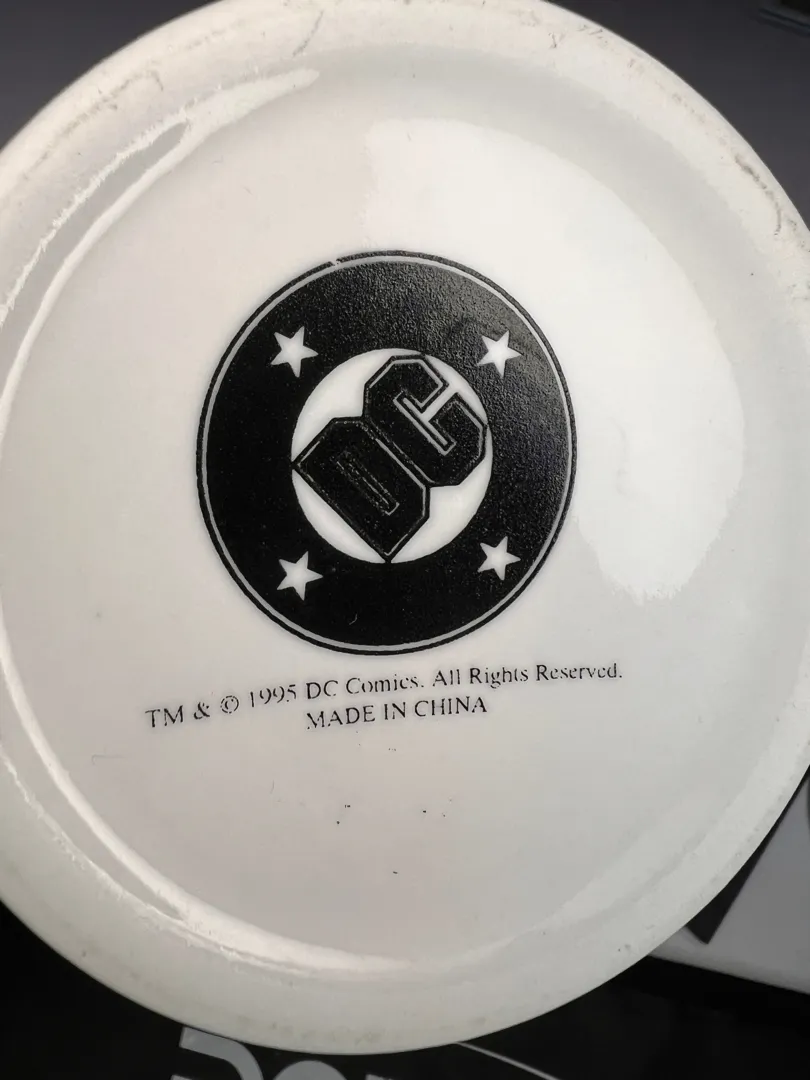 DC
TM & © 1995 DC Comics. All Rights Reserved.
MADE IN CHINA